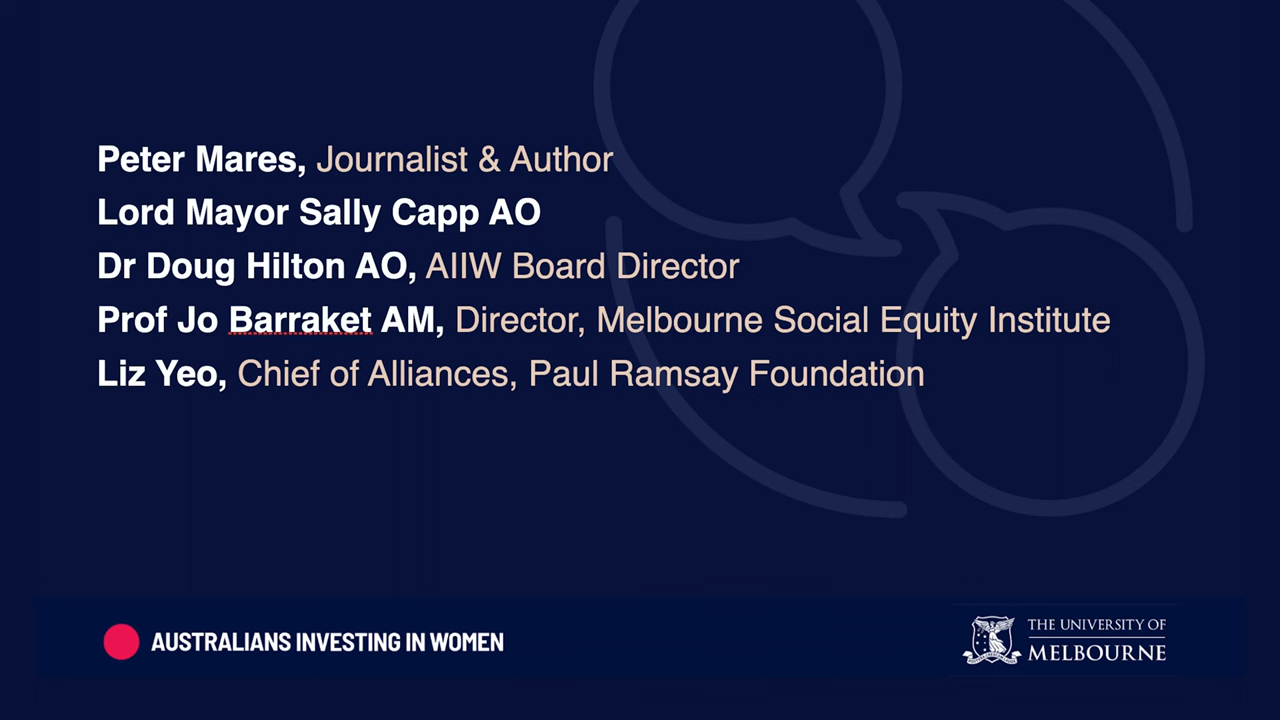 Peter Mares, Journalist & Author
Lord Mayor Sally Capp AO
Dr Doug Hilton AO, AIIW Board Director
Prof Jo Barraket AM, Director, Melbourne Social Equity Institute
Liz Yeo, Chief of Alliances, Paul Ramsay Foundation
AUSTRALIANS INVESTING IN WOMEN
THE UNIVERSITY OF
MELBOURNE